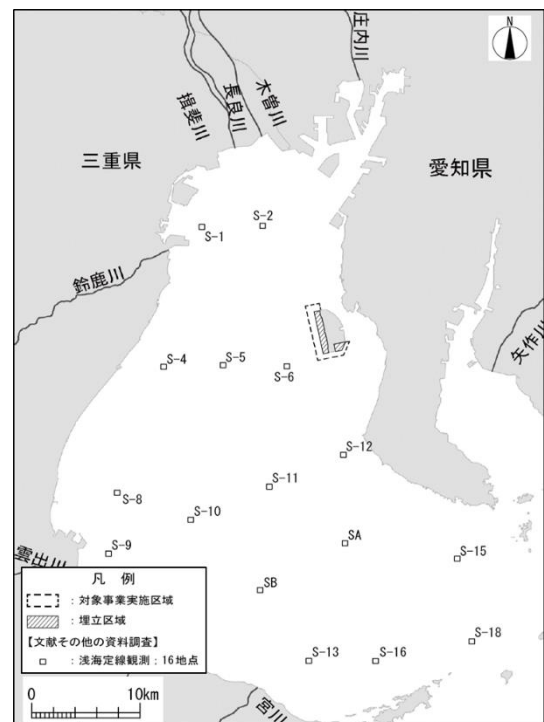 N
庄内川
木曽川
長良川
揖斐川
三重県
愛知県
S-2
S-1
鈴鹿川
矢作川
S-4
S-5
S-6
S-12
S-11
S-8
S-10
SA
S-9
S-15
雲出川
SB
S-18
S-13
S-16
宮川
凡 例
：対象事業実施区域
：埋立区域
【文献その他の資料調査】
：浅海定線観測；16地点
0 10km